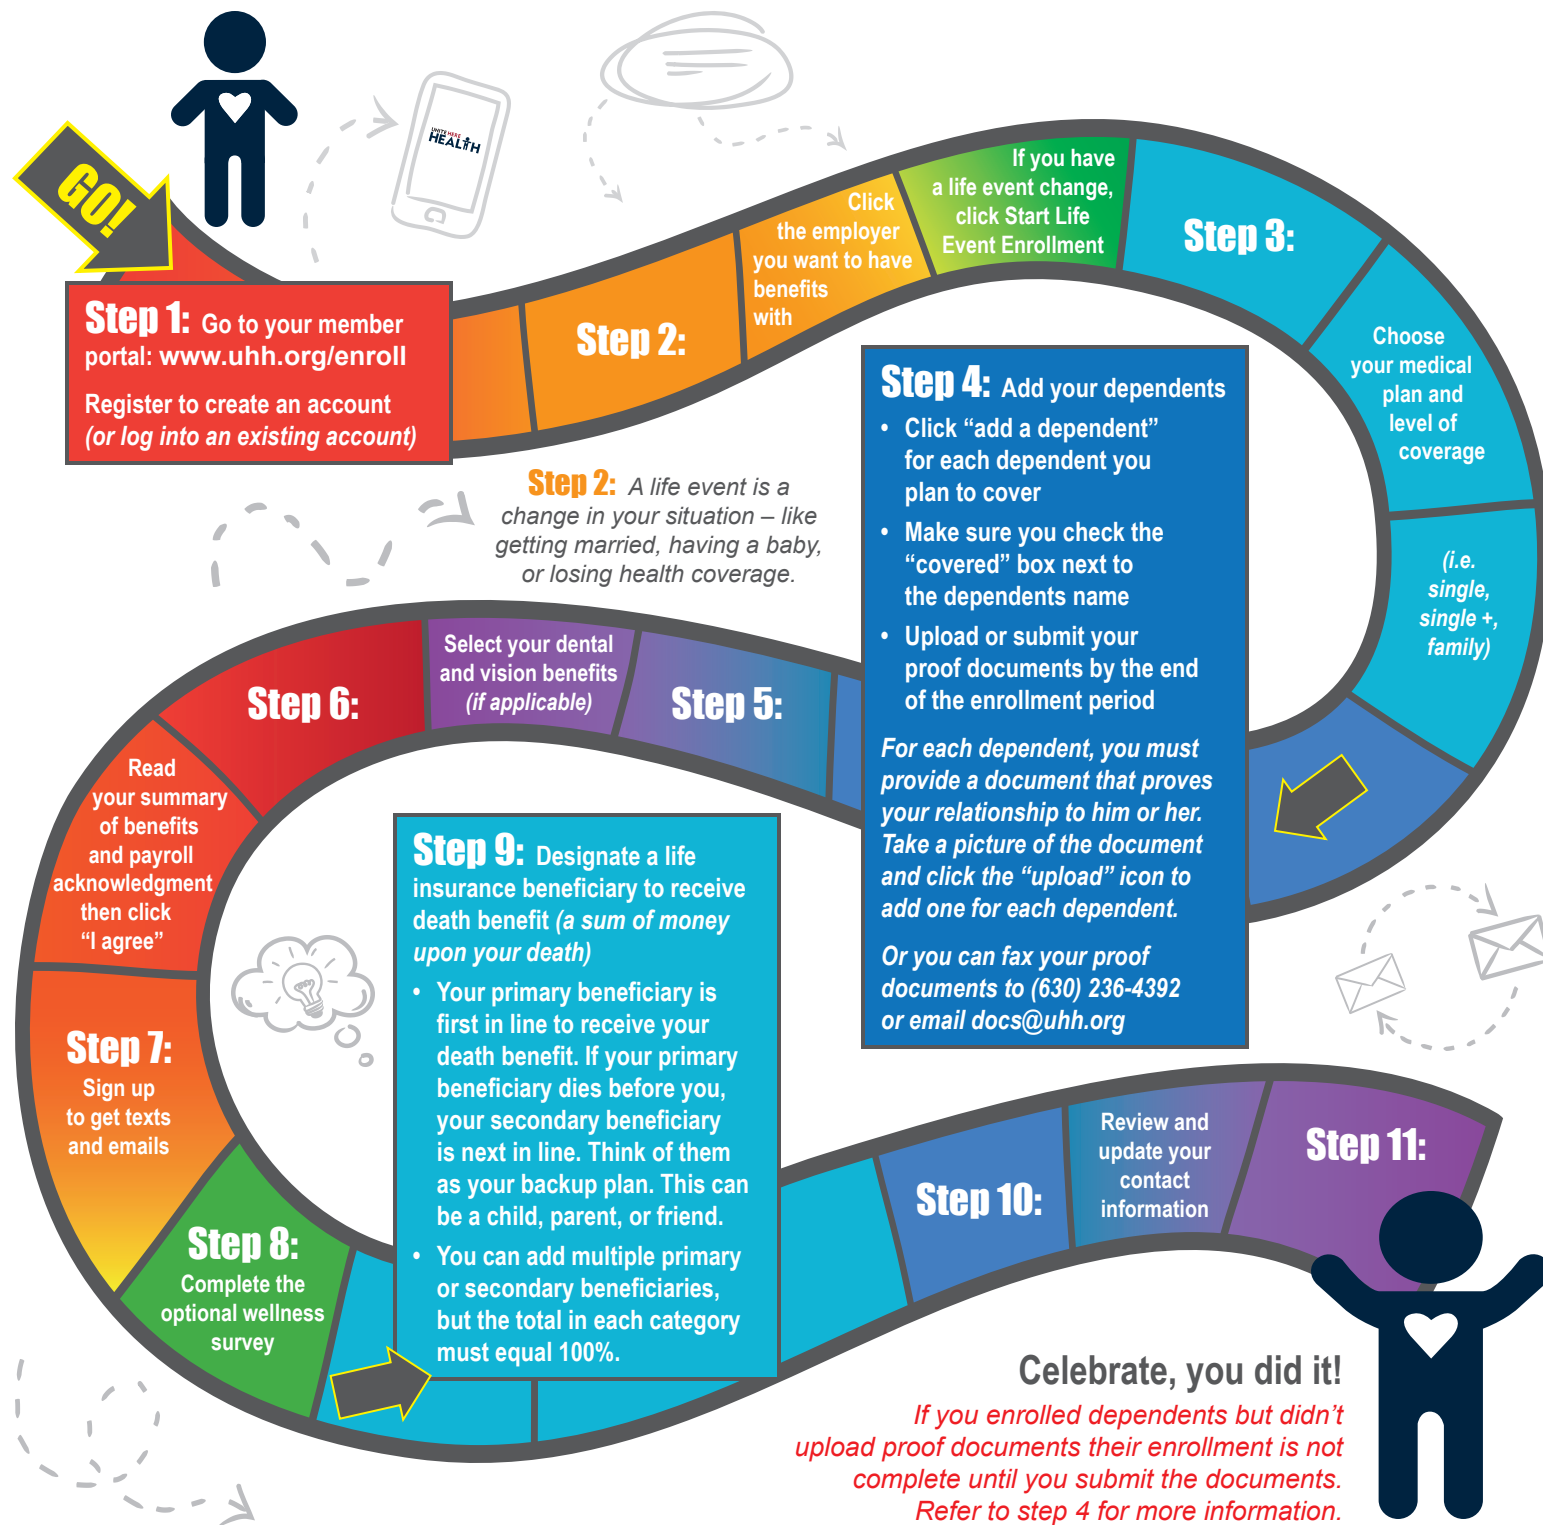 GO!
UNITE HERE
HEALTH
Step 1: Go to your member
portal: www.uhh.org/enroll
Register to create an account
(or log into an existing account)
Step 2:
Click
the employer
you want to have
benefits
with
If you have
a life event change,
click Start Life
Event Enrollment
Step 2: A life event is a
change in your situation – like
getting married, having a baby,
or losing health coverage.
Step 3:
Choose
your medical
plan and
level of
coverage
(i.e.
single,
single +,
family)
Step 4: Add your dependents
• Click “add a dependent”
for each dependent you
plan to cover
• Make sure you check the
“covered” box next to
the dependents name
• Upload or submit your
proof documents by the end
of the enrollment period
For each dependent, you must
provide a document that proves
your relationship to him or her.
Take a picture of the document
and click the “upload” icon to
add one for each dependent.
Or you can fax your proof
documents to (630) 236-4392
or email docs@uhh.org
Step 5:
Select your dental
and vision benefits
(if applicable)
Step 6:
Read
your summary
of benefits
and payroll
acknowledgment
then click
“I agree”
Step 7:
Sign up
to get texts
and emails
Step 8:
Complete the
optional wellness
survey
Step 9: Designate a life
insurance beneficiary to receive
death benefit (a sum of money
upon your death)
• Your primary beneficiary is
first in line to receive your
death benefit. If your primary
beneficiary dies before you,
your secondary beneficiary
is next in line. Think of them
as your backup plan. This can
be a child, parent, or friend.
• You can add multiple primary
or secondary beneficiaries,
but the total in each category
must equal 100%.
Step 10:
Review and
update your
contact
information
Step 11:
Celebrate, you did it!
If you enrolled dependents but didn’t
upload proof documents their enrollment is not
complete until you submit the documents.
Refer to step 4 for more information.